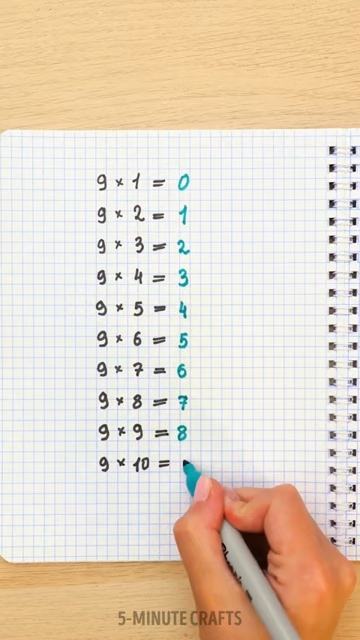 9 × 1 = 0
9 × 2 = 1
9 × 3 = 2
9 × 4 = 3
9 × 5 = 4
9 × 6 = 5
9 × 7 = 6
9 × 8 = 7
9 × 9 = 8
9 × 10 =
5-MINUTE CRAFTS